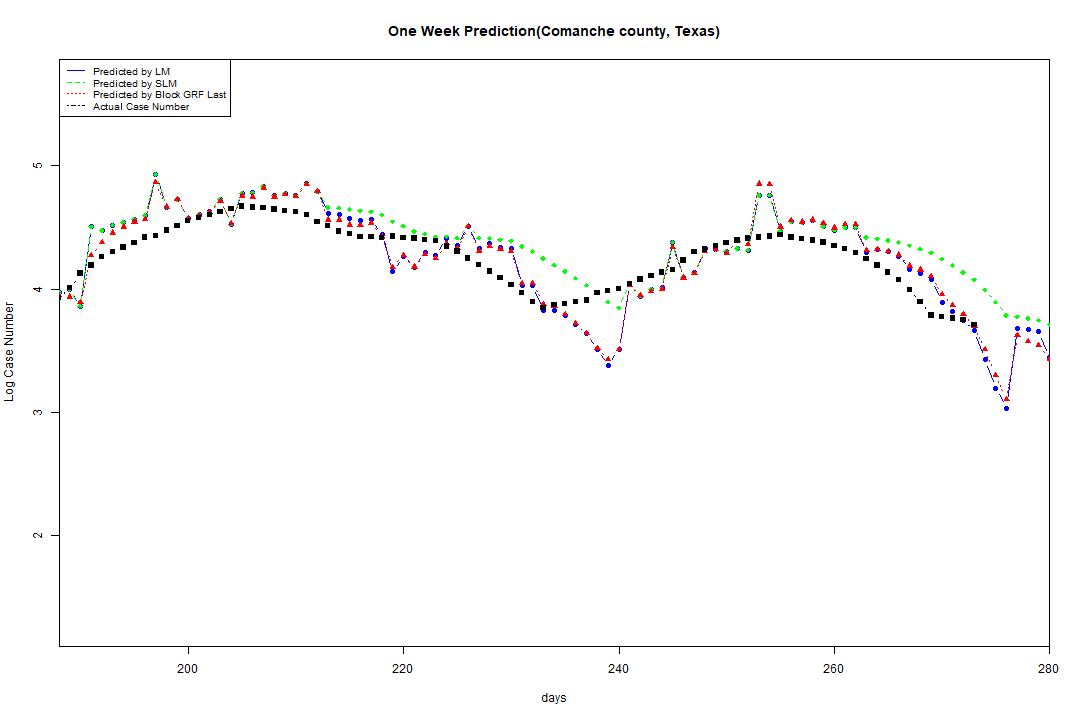 One Week Prediction(Comanche county, Texas)
Predicted by LM
Predicted by SLM
Predicted by Block GRF Last
Actual Case Number
5
4
3
2
Log Case Number
200 220 240 260 280
days